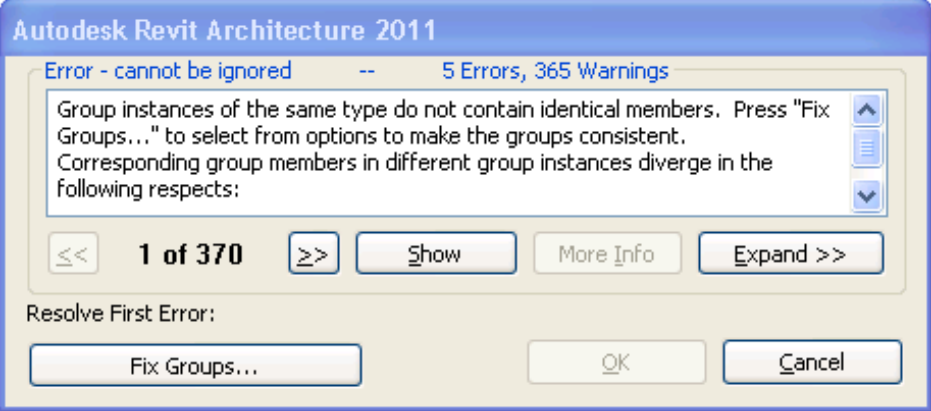 Autodesk Revit Architecture 2011
Error - cannot be ignored -- 5 Errors, 365 Warnings
Group instances of the same type do not contain identical members. Press "Fix
Groups..." to select from options to make the groups consistent.
Corresponding group members in different group instances diverge in the
following respects:
<< 1 of 370 >> Show More Info Expand >>
Resolve First Error:
Fix Groups... OK Cancel